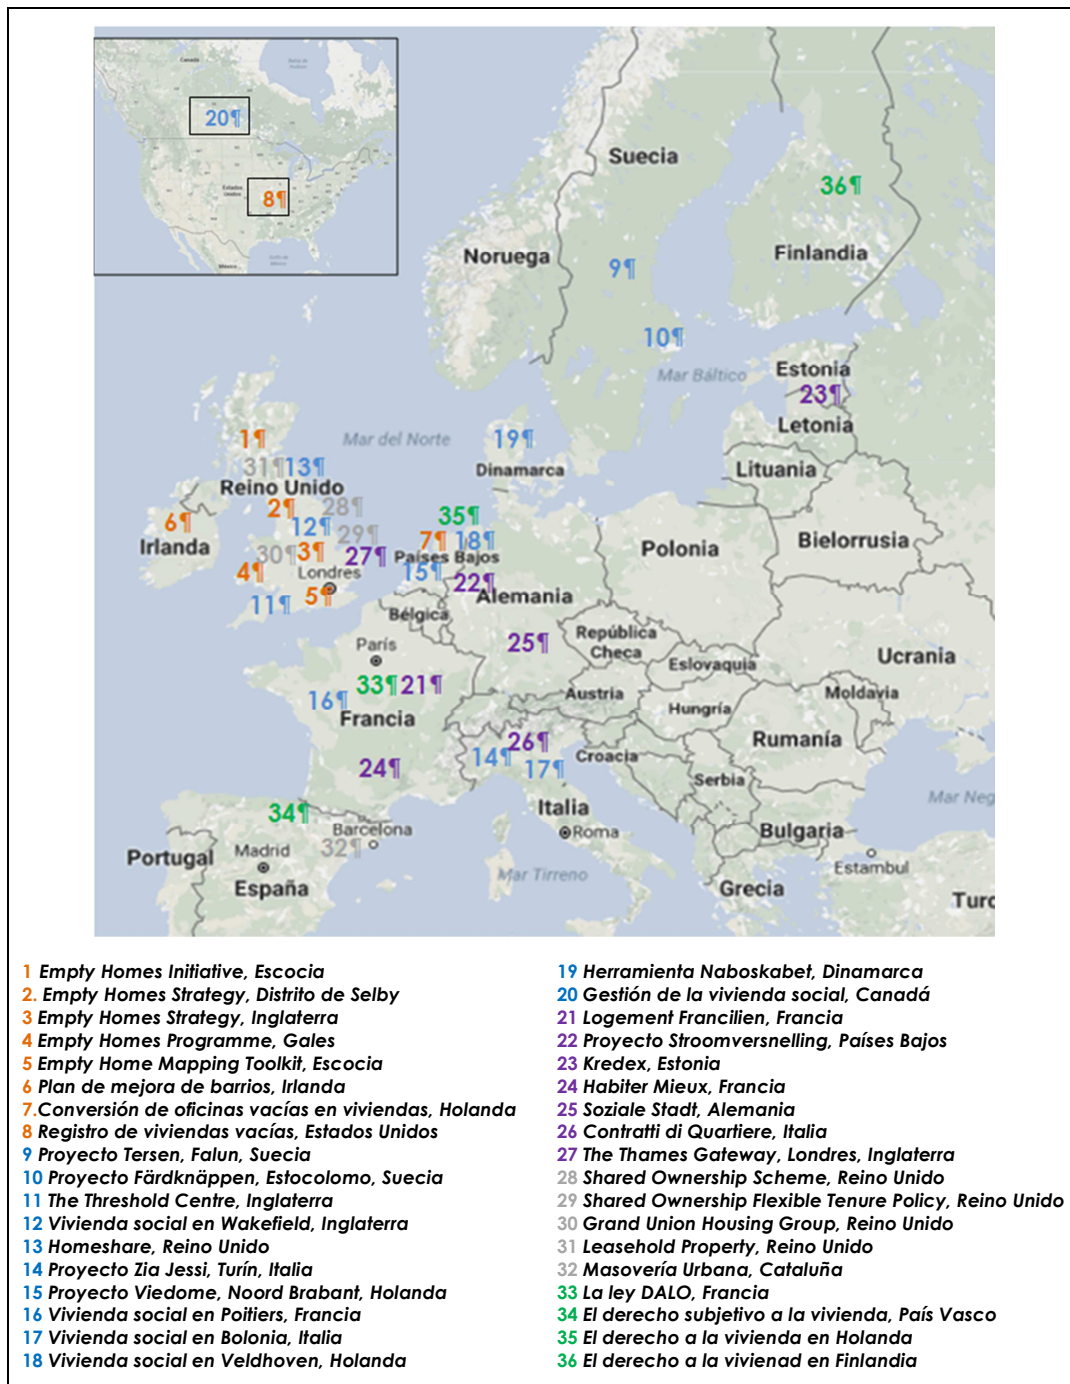 Canadá
20¶
Estados
Unidos
8¶
México
Golfo de
México
Suecia
36¶
Noruega
Finlandia
9¶
10¶
Estonia
Mar Báltico
23¶
Letonia
1¶
Mar del Norte
19¶
31¶ 13¶
Dinamarca
Lituania
Reino Unido
2¶ 28¶
35¶
6¶
12¶ 29¶
7¶ 18¶
Irlanda
30¶ 3¶ 27¶
Países Bajos
Polonia
Bielorrusia
4¶
Londres
15¶
22¶
5¶
11¶
Alemania
Bélgica
París
25¶
República
Checa
Eslovaquia
Ucrania
33¶ 21¶
16¶
Austria
Moldavia
Francia
Hungría
26¶
Rumanía
14¶
24¶
17¶
Croacia
Serbia
Mar Neg
34¶
Italia
Barcelona
Roma
Bulgaria
Portugal
Madrid
32¶
España
Mar Tirreno
Estambul
Grecia
Turc
1 Empty Homes Initiative, Escocia
2. Empty Homes Strategy, Distrito de Selby
3 Empty Homes Strategy, Inglaterra
4 Empty Homes Programme, Gales
5 Empty Home Mapping Toolkit, Escocia
6 Plan de mejora de barrios, Irlanda
7.Conversión de oficinas vacías en viviendas, Holanda
8 Registro de viviendas vacías, Estados Unidos
9 Proyecto Tersen, Falun, Suecia
10 Proyecto Färdknäppen, Estocolomo, Suecia
11 The Threshold Centre, Inglaterra
12 Vivienda social en Wakefield, Inglaterra
13 Homeshare, Reino Unido
14 Proyecto Zia Jessi, Turín, Italia
15 Proyecto Viedome, Noord Brabant, Holanda
16 Vivienda social en Poitiers, Francia
17 Vivienda social en Bolonia, Italia
18 Vivienda social en Veldhoven, Holanda
19 Herramienta Naboskabet, Dinamarca
20 Gestión de la vivienda social, Canadá
21 Logement Francilien, Francia
22 Proyecto Stroomversnelling, Países Bajos
23 Kredex, Estonia
24 Habiter Mieux, Francia
25 Soziale Stadt, Alemania
26 Contratti di Quartiere, Italia
27 The Thames Gateway, Londres, Inglaterra
28 Shared Ownership Scheme, Reino Unido
29 Shared Ownership Flexible Tenure Policy, Reino Unido
30 Grand Union Housing Group, Reino Unido
31 Leasehold Property, Reino Unido
32 Masovería Urbana, Cataluña
33 La ley DALO, Francia
34 El derecho subjetivo a la vivienda, País Vasco
35 El derecho a la vivienda en Holanda
36 El derecho a la vivienad en Finlandia